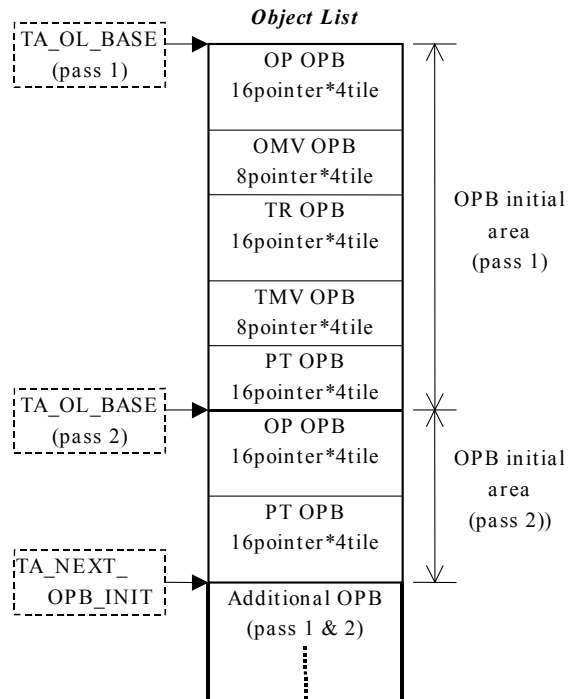 Object List
TA_OL_BASE
(pass 1)
OP OPB
16pointer*4tile
OMV OPB
8pointer*4tile
TR OPB
16pointer*4tile
TMV OPB
8pointer*4tile
PT OPB
16pointer*4tile
OPB initial
area
(pass 1)
TA_OL_BASE
(pass 2)
OP OPB
16pointer*4tile
PT OPB
16pointer*4tile
OPB initial
area
(pass 2))
TA_NEXT_
OPB_INIT
Additional OPB
(pass 1 & 2)